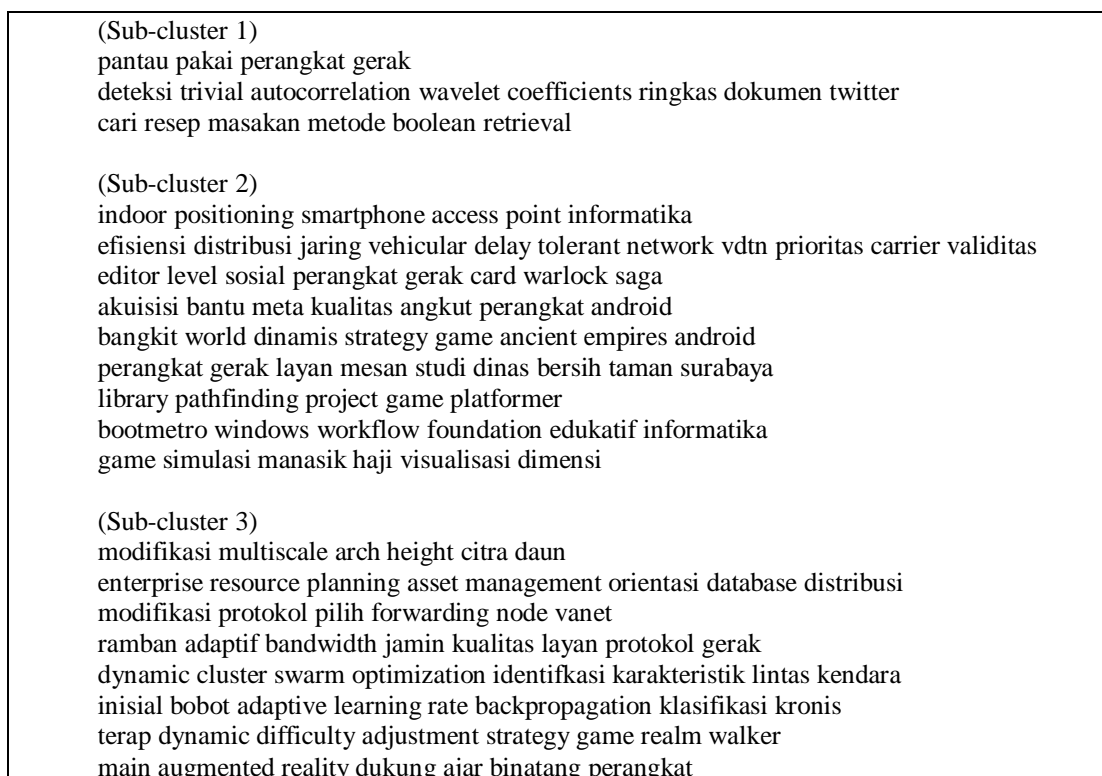 (Sub-cluster 1)
pantau pakai perangkat gerak
deteksi trivial autocorrelation wavelet coefficients ringkas dokumen twitter
cari resep masakan metode boolean retrieval
(Sub-cluster 2)
indoor positioning smartphone access point informatika
efisiensi distribusi jaring vehicular delay tolerant network vdtn prioritas carrier validitas
editor level sosial perangkat gerak card warlock saga
akuisisi bantu meta kualitas angkut perangkat android
bangkit world dinamis strategy game ancient empires android
perangkat gerak layan mesan studi dinas bersih taman surabaya
library pathfinding project game platformer
bootmetro windows workflow foundation edukatif informatika
game simulasi manasik haji visualisasi dimensi
(Sub-cluster 3)
modifikasi multiscale arch height citra daun
enterprise resource planning asset management orientasi database distribusi
modifikasi protokol pilih forwarding node vanet
ramban adaptif bandwidth jamin kualitas layan protokol gerak
dynamic cluster swarm optimization identifkasi karakteristik lintas kendara
inisial bobot adaptive learning rate backpropagation klasifikasi kronis
terap dynamic difficulty adjustment strategy game realm walker
main augmented reality dukung ajar binatang perangkat